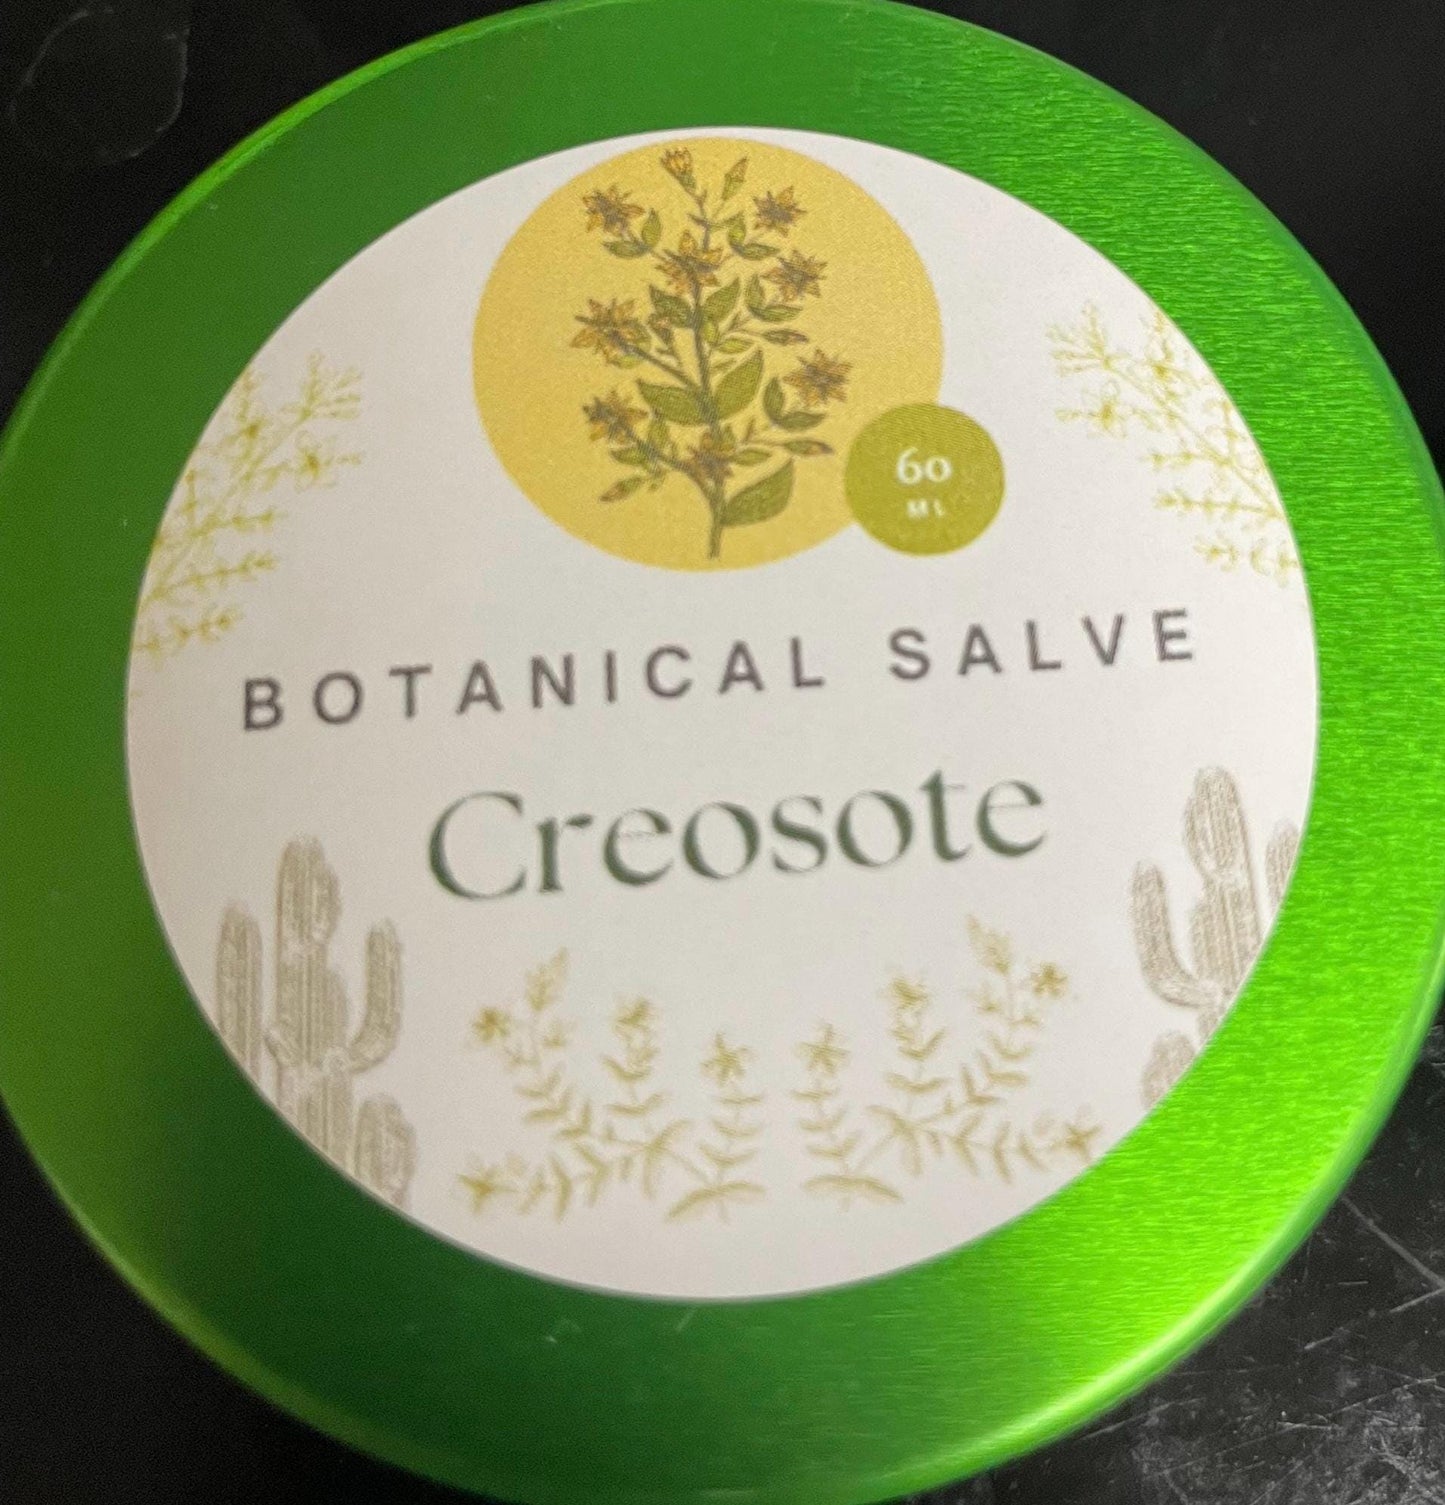 60
ML
BOTANICAL SALVE
Creosote